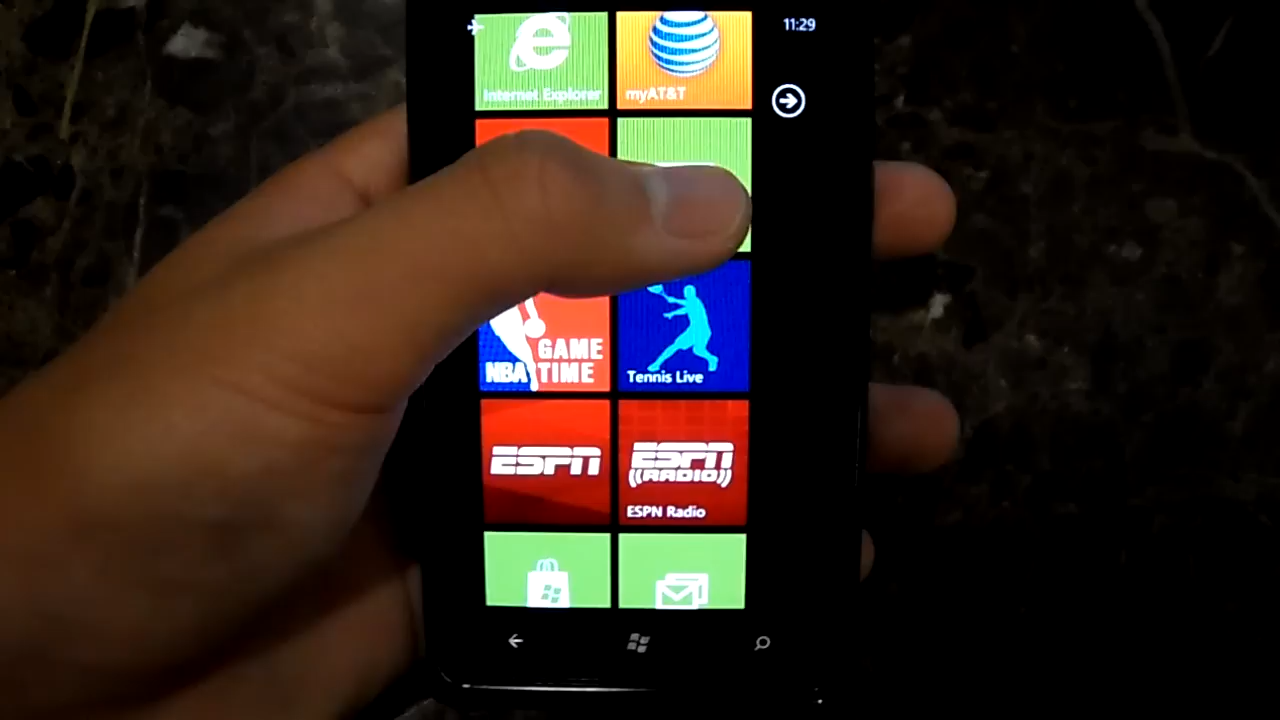 11:29
Internet Explorer
myAT&T
GAME
NBA TIME
Tennis Live
ESPN
ESPN
((RADIO))
ESPN Radio